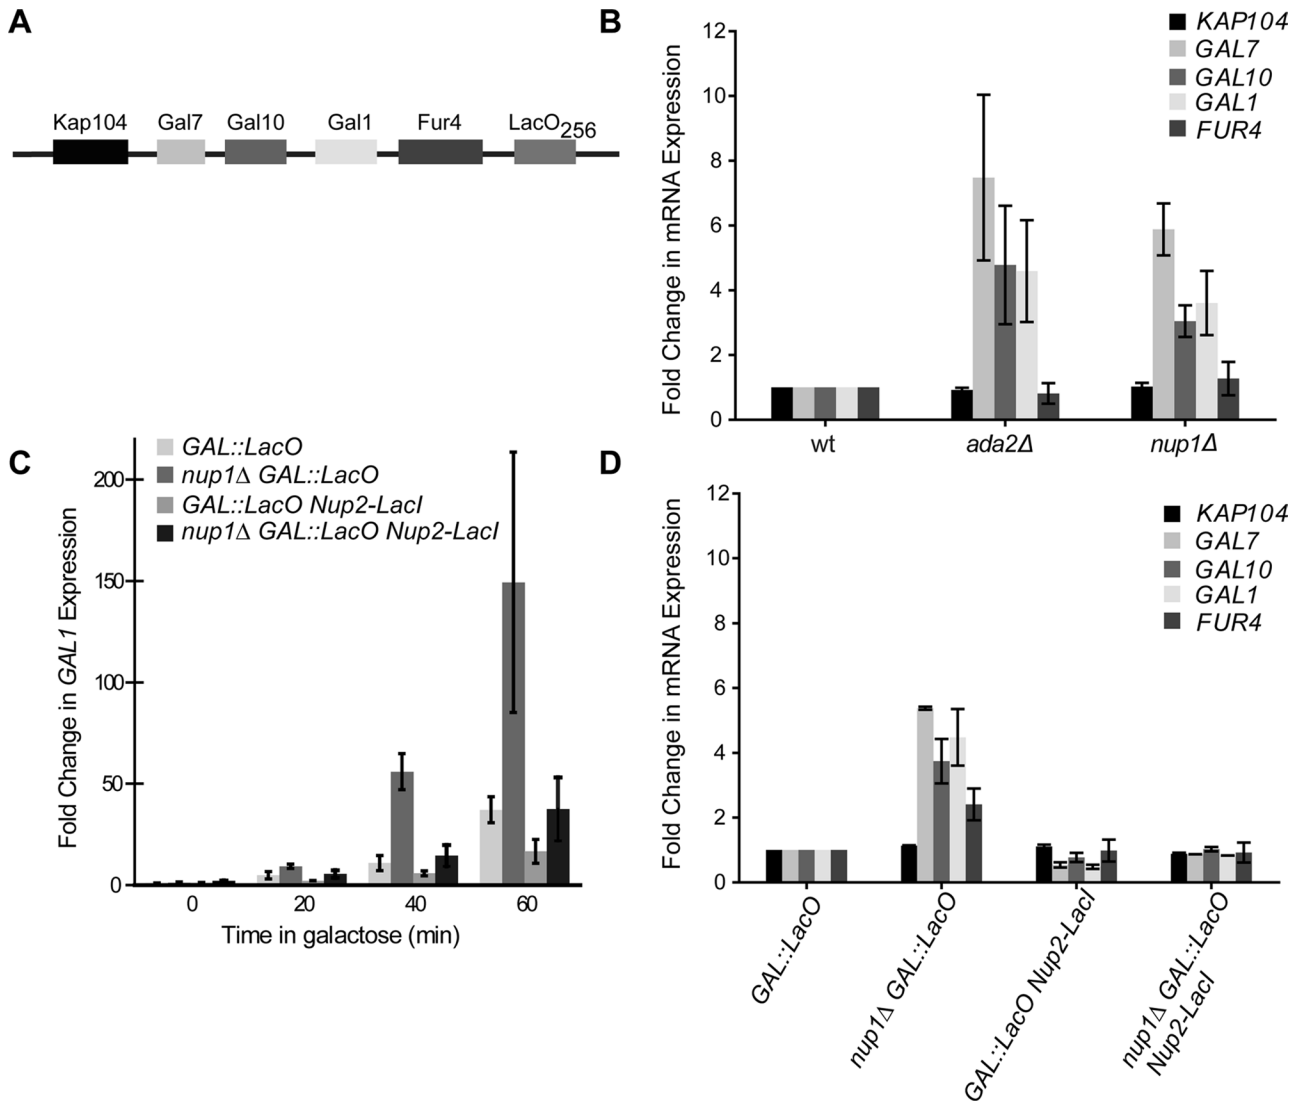 A
Kap104 Gal7 Gal10 Gal1 Fur4 LacO256
B
Fold Change in mRNA Expression
12
10
8
6
4
2
0
KAP104
GAL7
GAL10
GAL1
FUR4
wt ada2Δ nup1Δ
C
Fold Change in GAL1 Expression
200
150
100
50
0
GAL::LacO
nup1Δ GAL::LacO
GAL::LacO Nup2-LacI
nup1Δ GAL::LacO Nup2-LacI
0 20 40 60
Time in galactose (min)
D
Fold Change in mRNA Expression
12
10
8
6
4
2
0
KAP104
GAL7
GAL10
GAL1
FUR4
GAL::LacO
nup1Δ GAL::LacO
GAL::LacO Nup2-LacI
nup1Δ GAL::LacO
Nup2-LacI